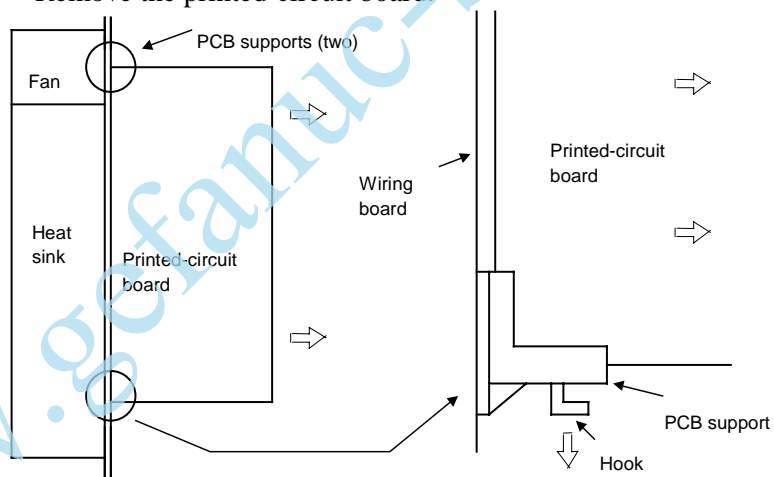 Remove the printed-circuit board.
PCB supports (two)
Fan
Heat
sink
Printed-circuit
board
Wiring
board
Printed-circuit
board
PCB support
Hook
.gefanuc-